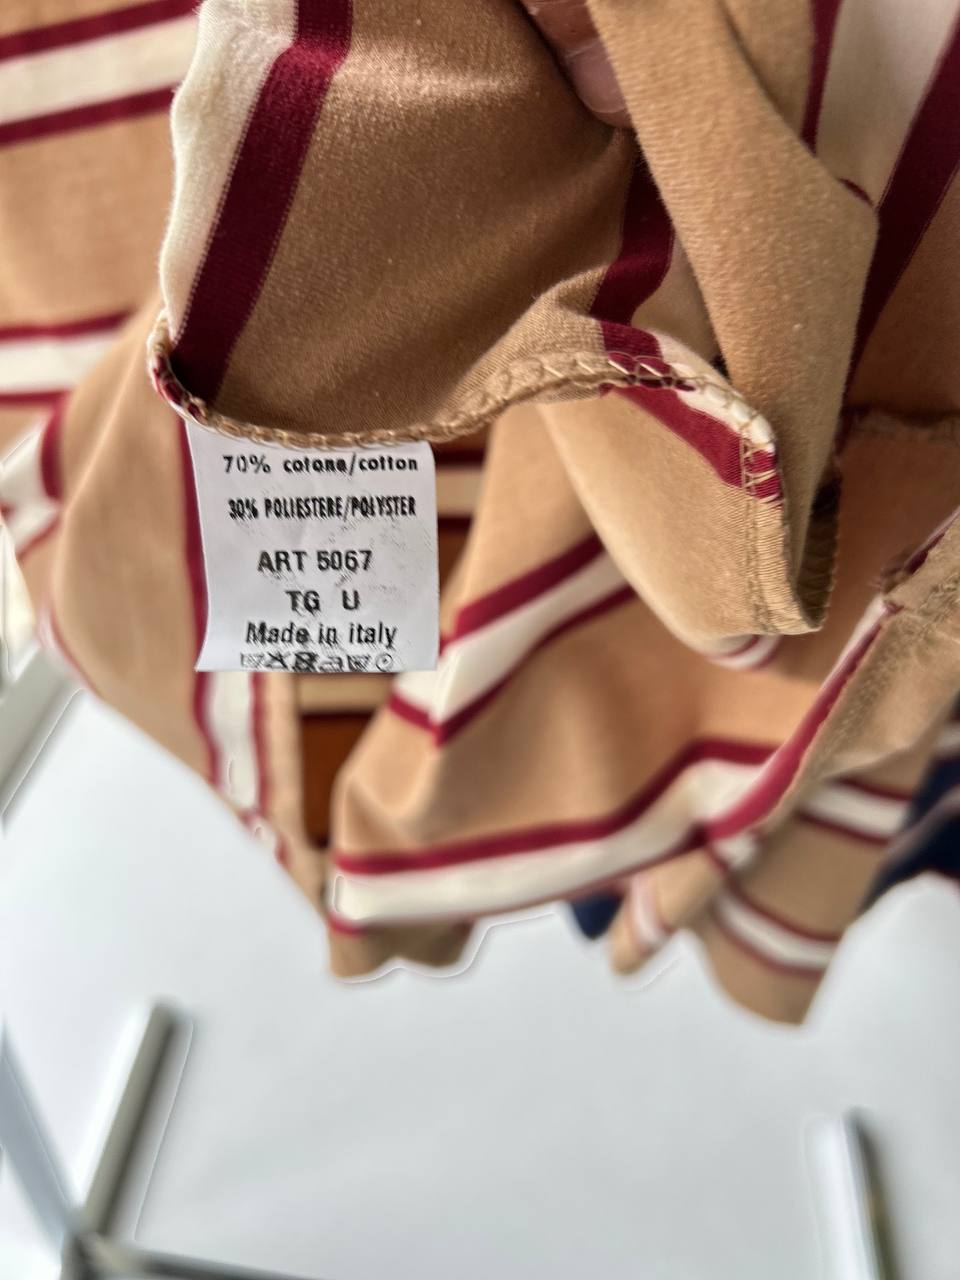 70% cotone/cotton
30% POLIESTERE/POLYSTER
ART 5067
TG U
Made in italy